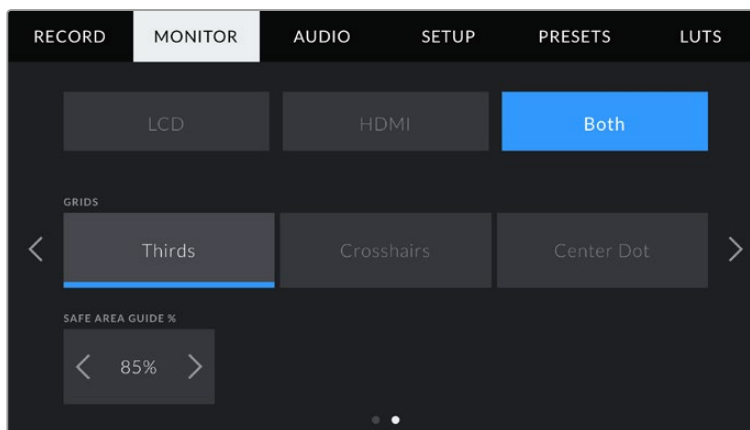 RECORD MONITOR AUDIO SETUP PRESETS LUTS
LCD HDMI Both
GRIDS
Thirds Crosshairs Center Dot
SAFE AREA GUIDE %
85%